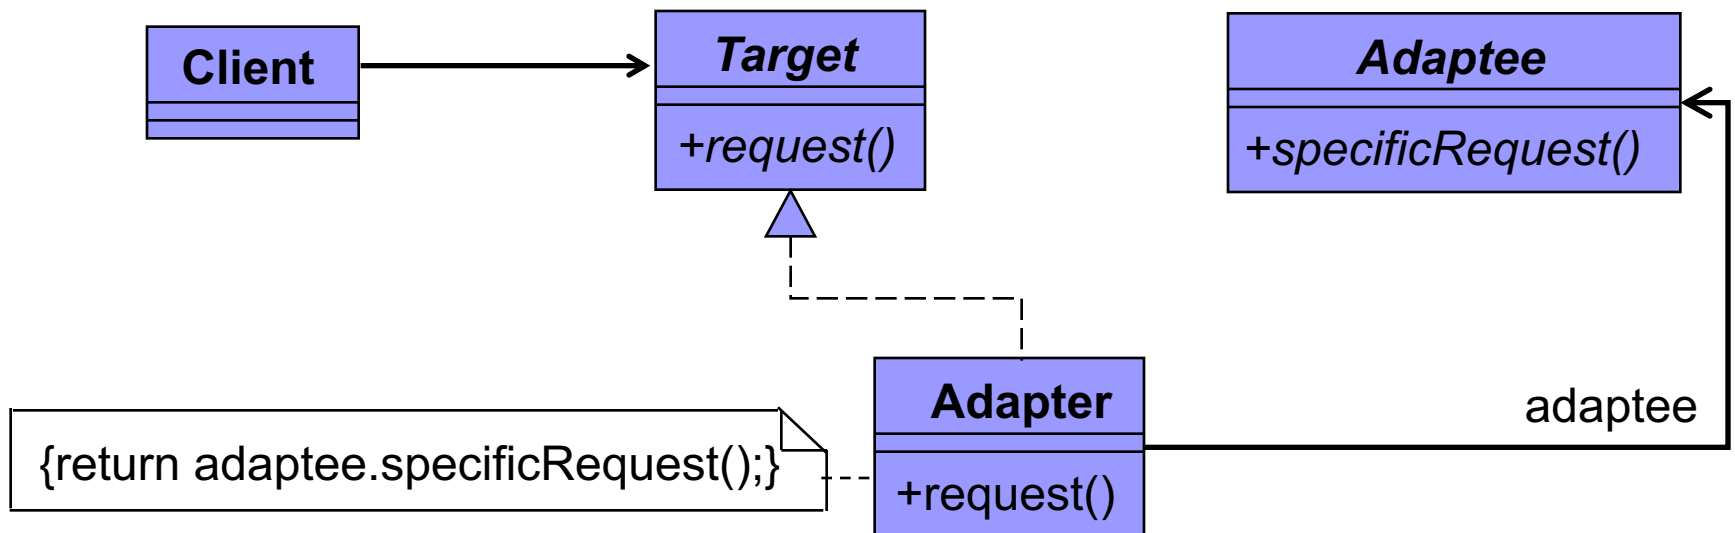 Client
Target
+request()
Adaptee
+specificRequest()
Adapter
+request()
adaptee
{return adaptee.specificRequest();}